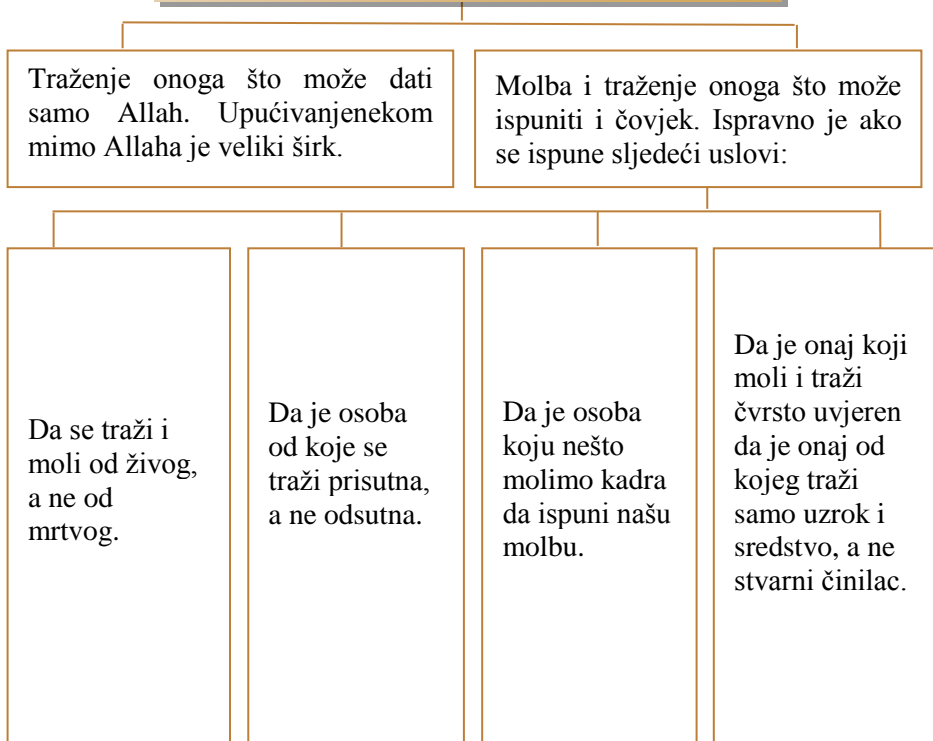 Traženje onoga što može dati
samo Allah. Upućivanjenekom
mimo Allaha je veliki širk.
Molba i traženje onoga što može
ispuniti i čovjek. Ispravno je ako
se ispune sljedeći uslovi:
Da se traži i
moli od živog,
a ne od
mrtvog.
Da je osoba
od koje se
traži prisutna,
a ne odsutna.
Da je osoba
koju nešto
molimo kadra
da ispuni našu
molbu.
Da je onaj koji
moli i traži
čvrsto uvjeren
da je onaj od
kojeg traži
samo uzrok i
sredstvo, a ne
stvarni činilac.